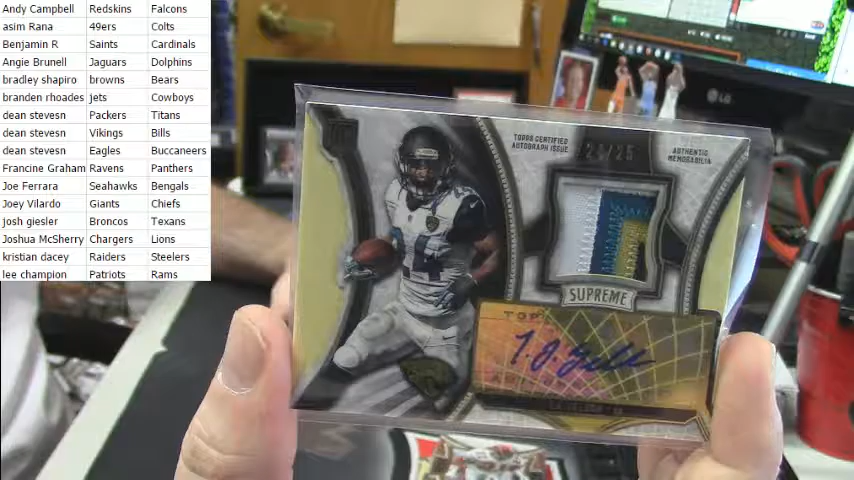 Andy Campbell Redskins Falcons
asim Rana 49ers Colts
Benjamin R Saints Cardinals
Angie Brunell Jaguars Dolphins
bradley shapiro browns Bears
branden rhoades jets Cowboys
dean stevesn Packers Titans
dean stevesn Vikings Bills
dean stevesn Eagles Buccaneers
Francine Graham Ravens Panthers
Joe Ferrara Seahawks Bengals
Joey Vilardo Giants Chiefs
josh giesler Broncos Texans
Joshua McSherry Chargers Lions
kristian dacey Raiders Steelers
lee champion Patriots Rams
LG
TOPPS CERTIFIED
AUTOGRAPH ISSUE
AUTHENTIC
MEMORABILIA
SUPREME